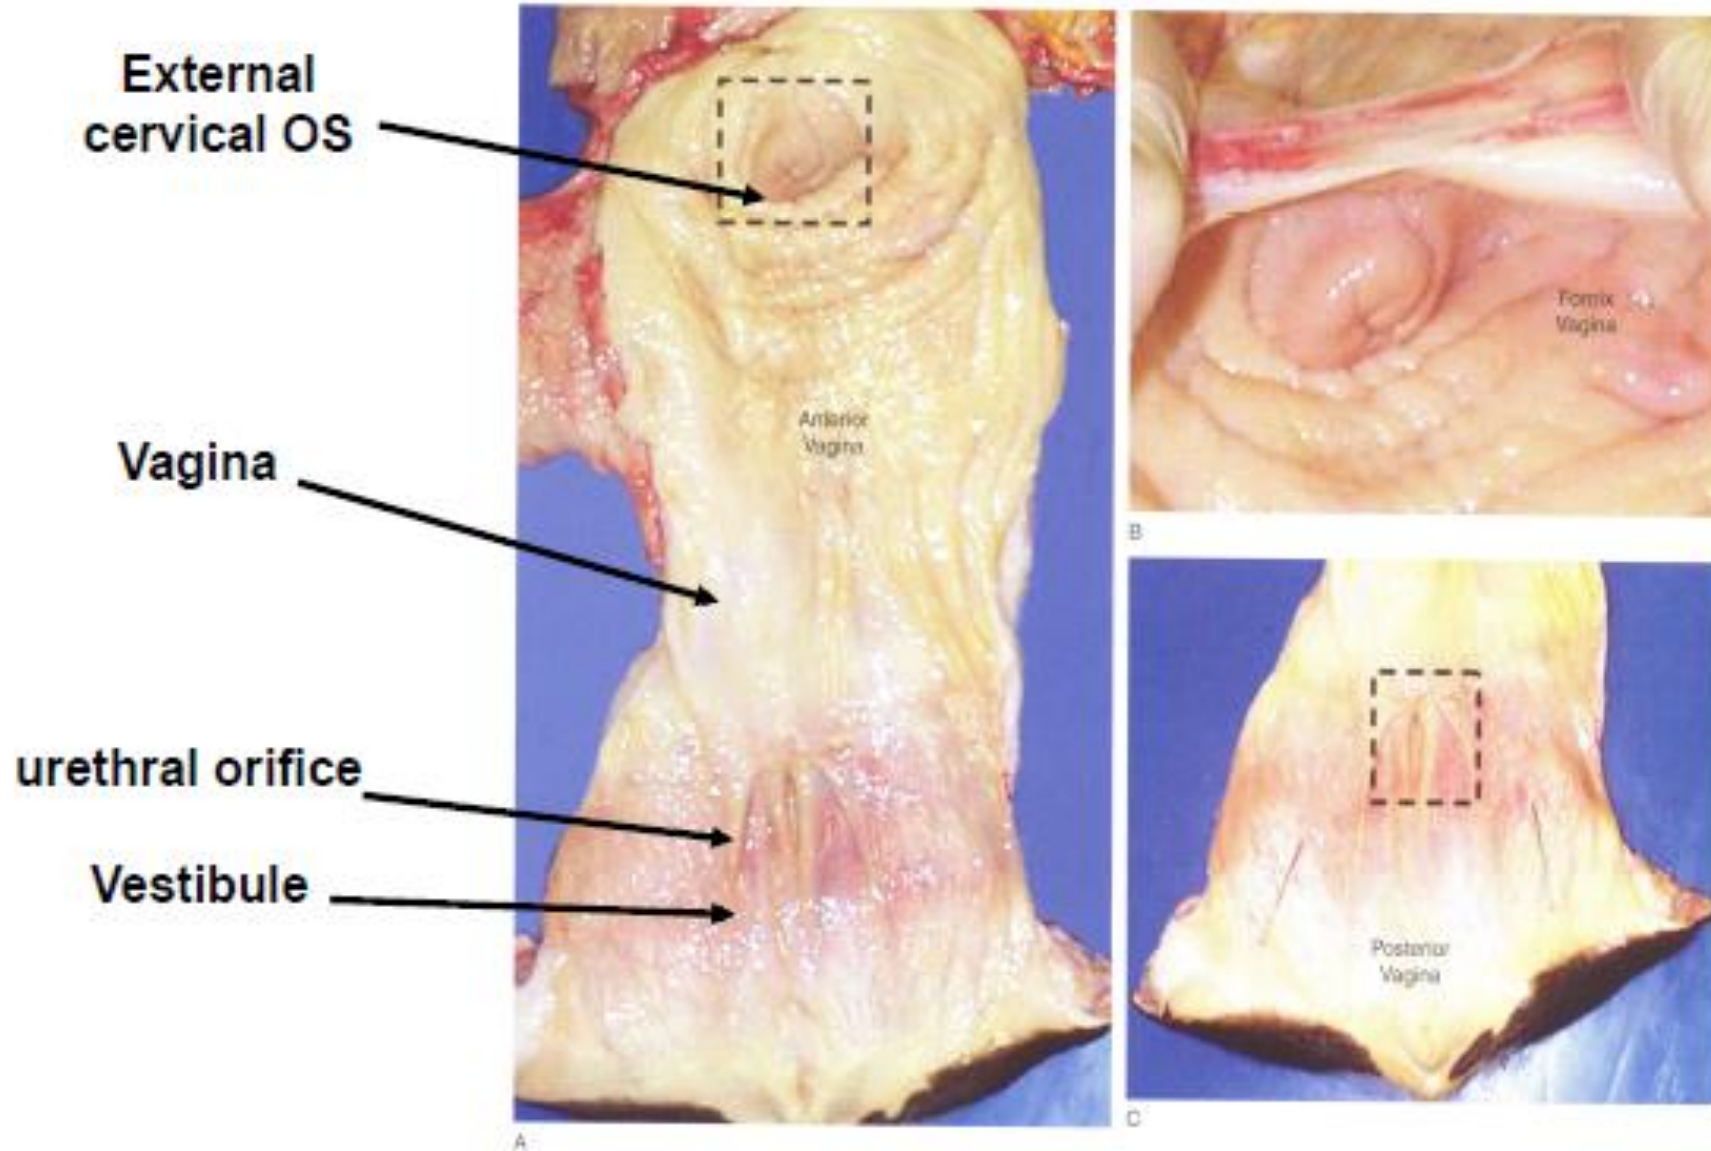 External
cervical OS
Vagina
urethral orifice
Vestibule
Anterior
Vagina
A
Fornix
Vagina
B
Posterior
Vagina
C